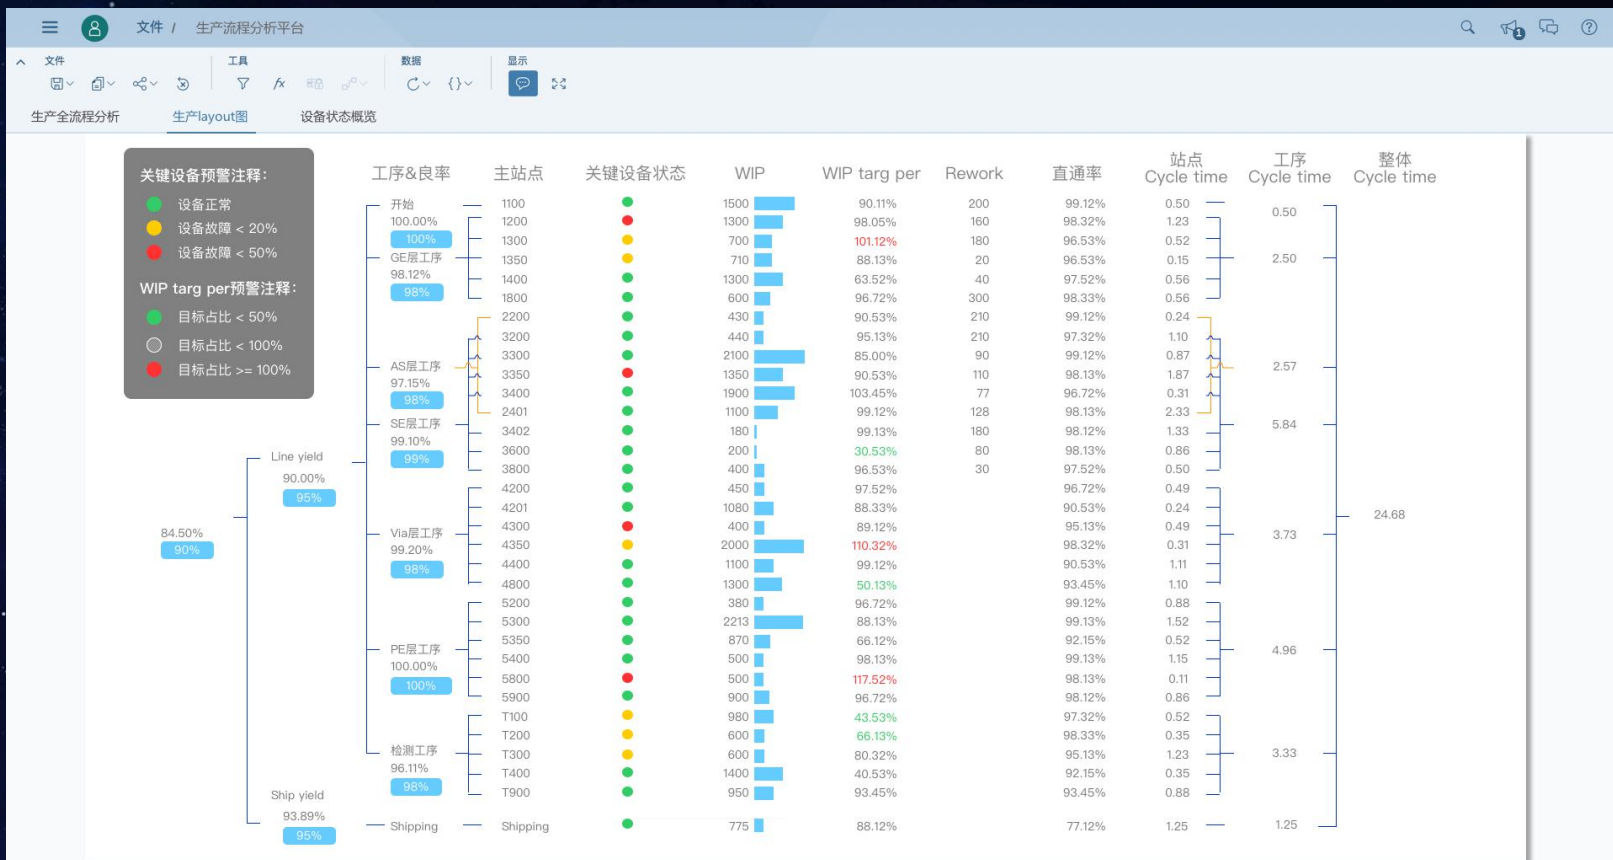 文件 / 生产流程分析平台
1
文件 工具 数据 显示
fx {}
生产全流程分析 生产layout图 设备状态概览
关键设备预警注释：
设备正常
设备故障 < 20%
设备故障 < 50%
WIP targ per预警注释：
目标占比 < 50%
目标占比 < 100%
目标占比 >= 100%
工序&良率 主站点 关键设备状态 WIP WIP targ per Rework 直通率 站点 Cycle time 工序 Cycle time 整体 Cycle time
84.50%
90%
Line yield
90.00%
95%
Ship yield
93.89%
95%
开始
100.00%
100%
GE层工序
98.12%
98%
AS层工序
97.15%
98%
SE层工序
99.10%
99%
Via层工序
99.20%
98%
PE层工序
100.00%
100%
检测工序
96.11%
98%
Shipping
1100 1500 90.11% 200 99.12% 0.50
1200 1300 98.05% 160 98.32% 1.23
1300 700 101.12% 180 96.53% 0.52
1350 710 88.13% 20 96.53% 0.15
1400 1300 63.52% 40 97.52% 0.56
1800 600 96.72% 300 98.33% 0.56
2200 430 90.53% 210 99.12% 0.24
3200 440 95.13% 210 97.32% 1.10
3300 2100 85.00% 90 99.12% 0.87
3350 1350 90.53% 110 98.13% 1.87
3400 1900 103.45% 77 96.72% 0.31
2401 1100 99.12% 128 98.13% 2.33
3402 180 99.13% 180 98.12% 1.33
3600 200 30.53% 80 98.13% 0.86
3800 400 96.53% 30 97.52% 0.50
4200 450 97.52% 96.72% 0.49
4201 1080 88.33% 90.53% 0.24
4300 400 89.12% 95.13% 0.49
4350 2000 110.32% 98.32% 0.31
4400 1100 99.12% 90.53% 1.11
4800 1300 50.13% 93.45% 1.10
5200 380 96.72% 99.12% 0.88
5300 2213 88.13% 99.13% 1.52
5350 870 66.12% 92.15% 0.52
5400 500 98.13% 99.13% 1.15
5800 500 117.52% 98.13% 0.11
5900 900 96.72% 98.12% 0.86
T100 980 43.53% 97.32% 0.52
T200 600 66.13% 98.33% 0.35
T300 600 80.32% 95.13% 1.23
T400 1400 40.53% 92.15% 0.35
T900 950 93.45% 93.45% 0.88
Shipping 775 88.12% 77.12% 1.25
0.50
2.50
2.57
5.84
3.73
4.96
3.33
1.25
24.68